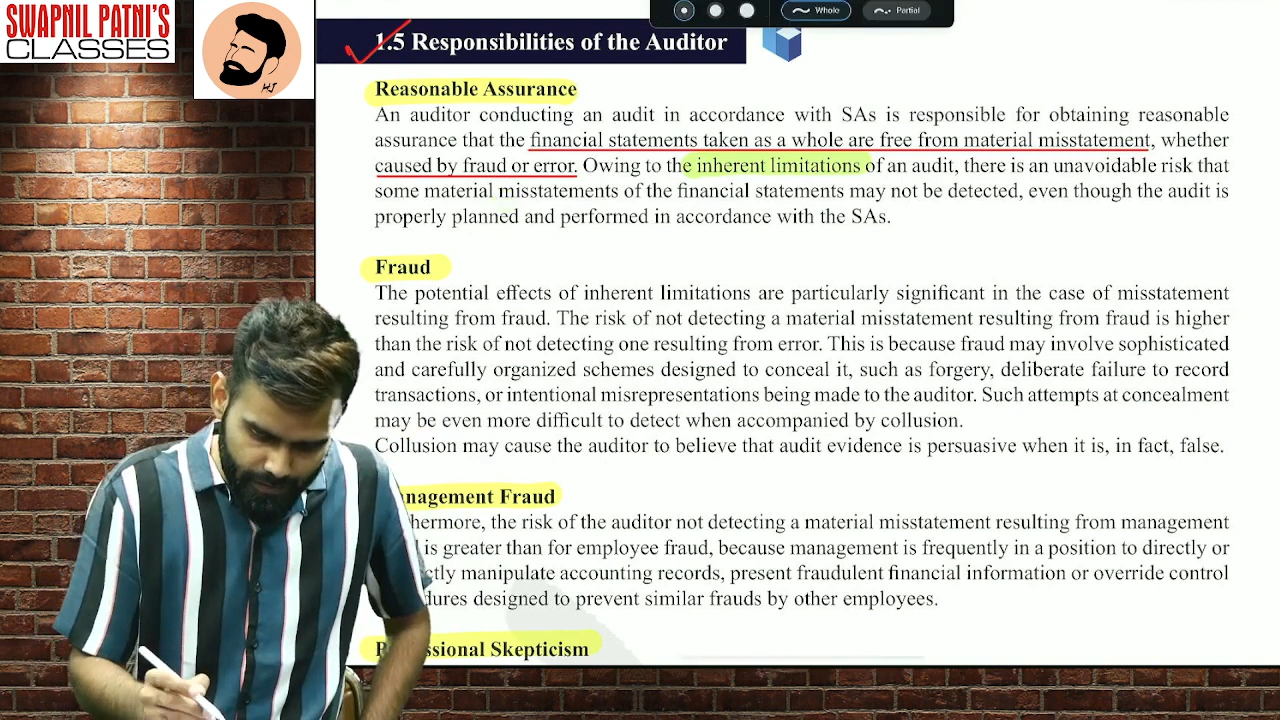 SWAPNIL PATNI'S
CLASSES
Whole
Partial
1.5 Responsibilities of the Auditor
Reasonable Assurance
An auditor conducting an audit in accordance with SAs is responsible for obtaining reasonable
assurance that the financial statements taken as a whole are free from material misstatement, whether
caused by fraud or error. Owing to the inherent limitations of an audit, there is an unavoidable risk that
some material misstatements of the financial statements may not be detected, even though the audit is
properly planned and performed in accordance with the SAs.
Fraud
The potential effects of inherent limitations are particularly significant in the case of misstatement
resulting from fraud. The risk of not detecting a material misstatement resulting from fraud is higher
than the risk of not detecting one resulting from error. This is because fraud may involve sophisticated
and carefully organized schemes designed to conceal it, such as forgery, deliberate failure to record
transactions, or intentional misrepresentations being made to the auditor. Such attempts at concealment
may be even more difficult to detect when accompanied by collusion.
Collusion may cause the auditor to believe that audit evidence is persuasive when it is, in fact, false.
nagement Fraud
hermore, the risk of the auditor not detecting a material misstatement resulting from management
is greater than for employee fraud, because management is frequently in a position to directly or
ctly manipulate accounting records, present fraudulent financial information or override control
dures designed to prevent similar frauds by other employees.
P ssional Skepticism